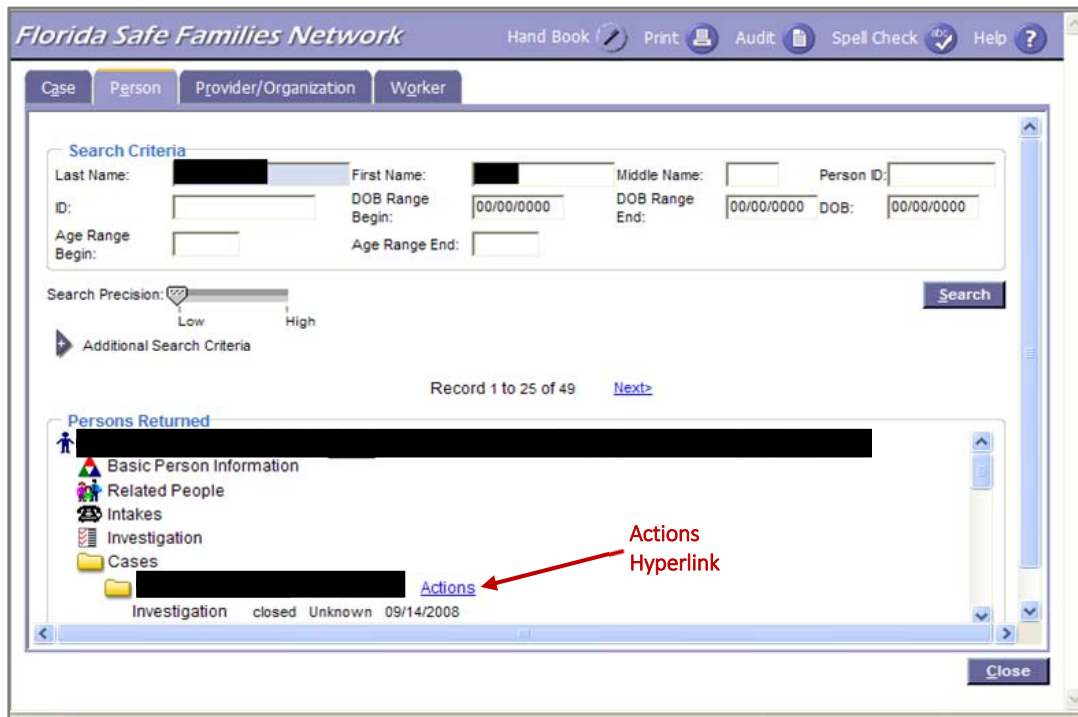 Florida Safe Families Network Hand Book Print Audit abc Spell Check Help ?
Case Person Provider/Organization Worker
Search Criteria
Last Name: First Name: Middle Name: Person ID:
ID: DOB Range Begin: 00/00/0000 DOB Range End: 00/00/0000 DOB: 00/00/0000
Age Range Begin: Age Range End:
Search Precision: Search
Low High
Additional Search Criteria
Record 1 to 25 of 49 Next>
Persons Returned
Basic Person Information
Related People
Intakes
Investigation
Cases
Actions
Hyperlink
Actions
Investigation closed Unknown 09/14/2008
Close